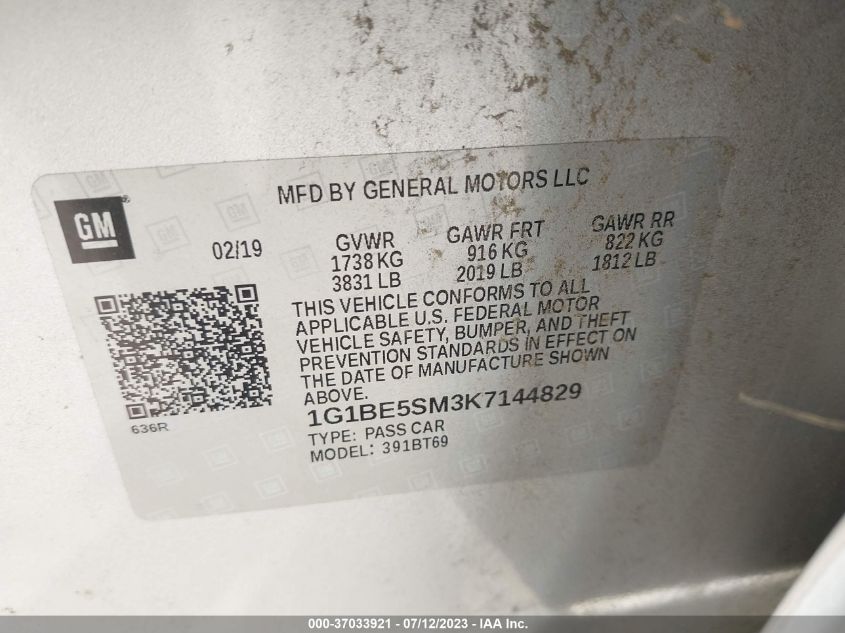 MFD BY GENERAL MOTORS LLC
GM
02/19
GVWR
1738 KG
3831 LB
GAWR FRT
916 KG
2019 LB
GAWR RR
822 KG
1812 LB
THIS VEHICLE CONFORMS TO ALL
APPLICABLE U.S. FEDERAL MOTOR
VEHICLE SAFETY, BUMPER, AND THEFT
PREVENTION STANDARDS IN EFFECT ON
THE DATE OF MANUFACTURE SHOWN
ABOVE.
1G1BE5SM3K7144829
TYPE: PASS CAR
MODEL: 391BT69
636R
000-37033921 - 07/12/2023 - IAA Inc.